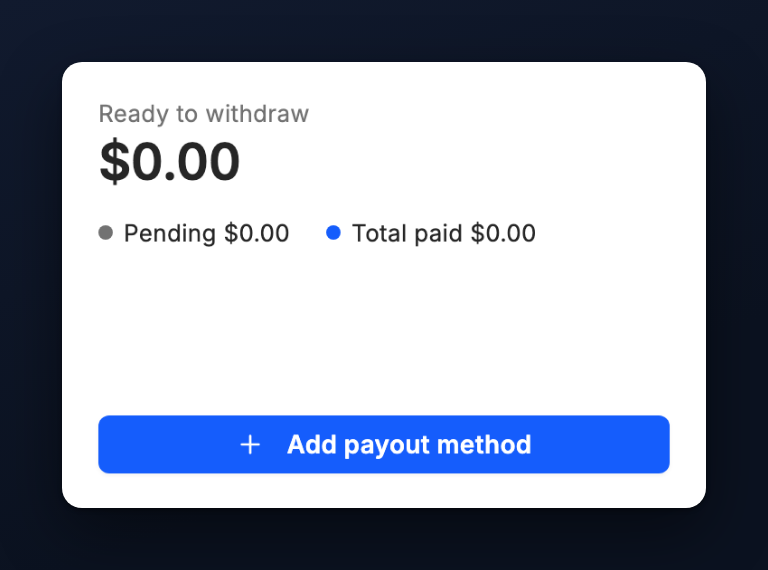 Ready to withdraw
$0.00
Pending $0.00 Total paid $0.00
Add payout method